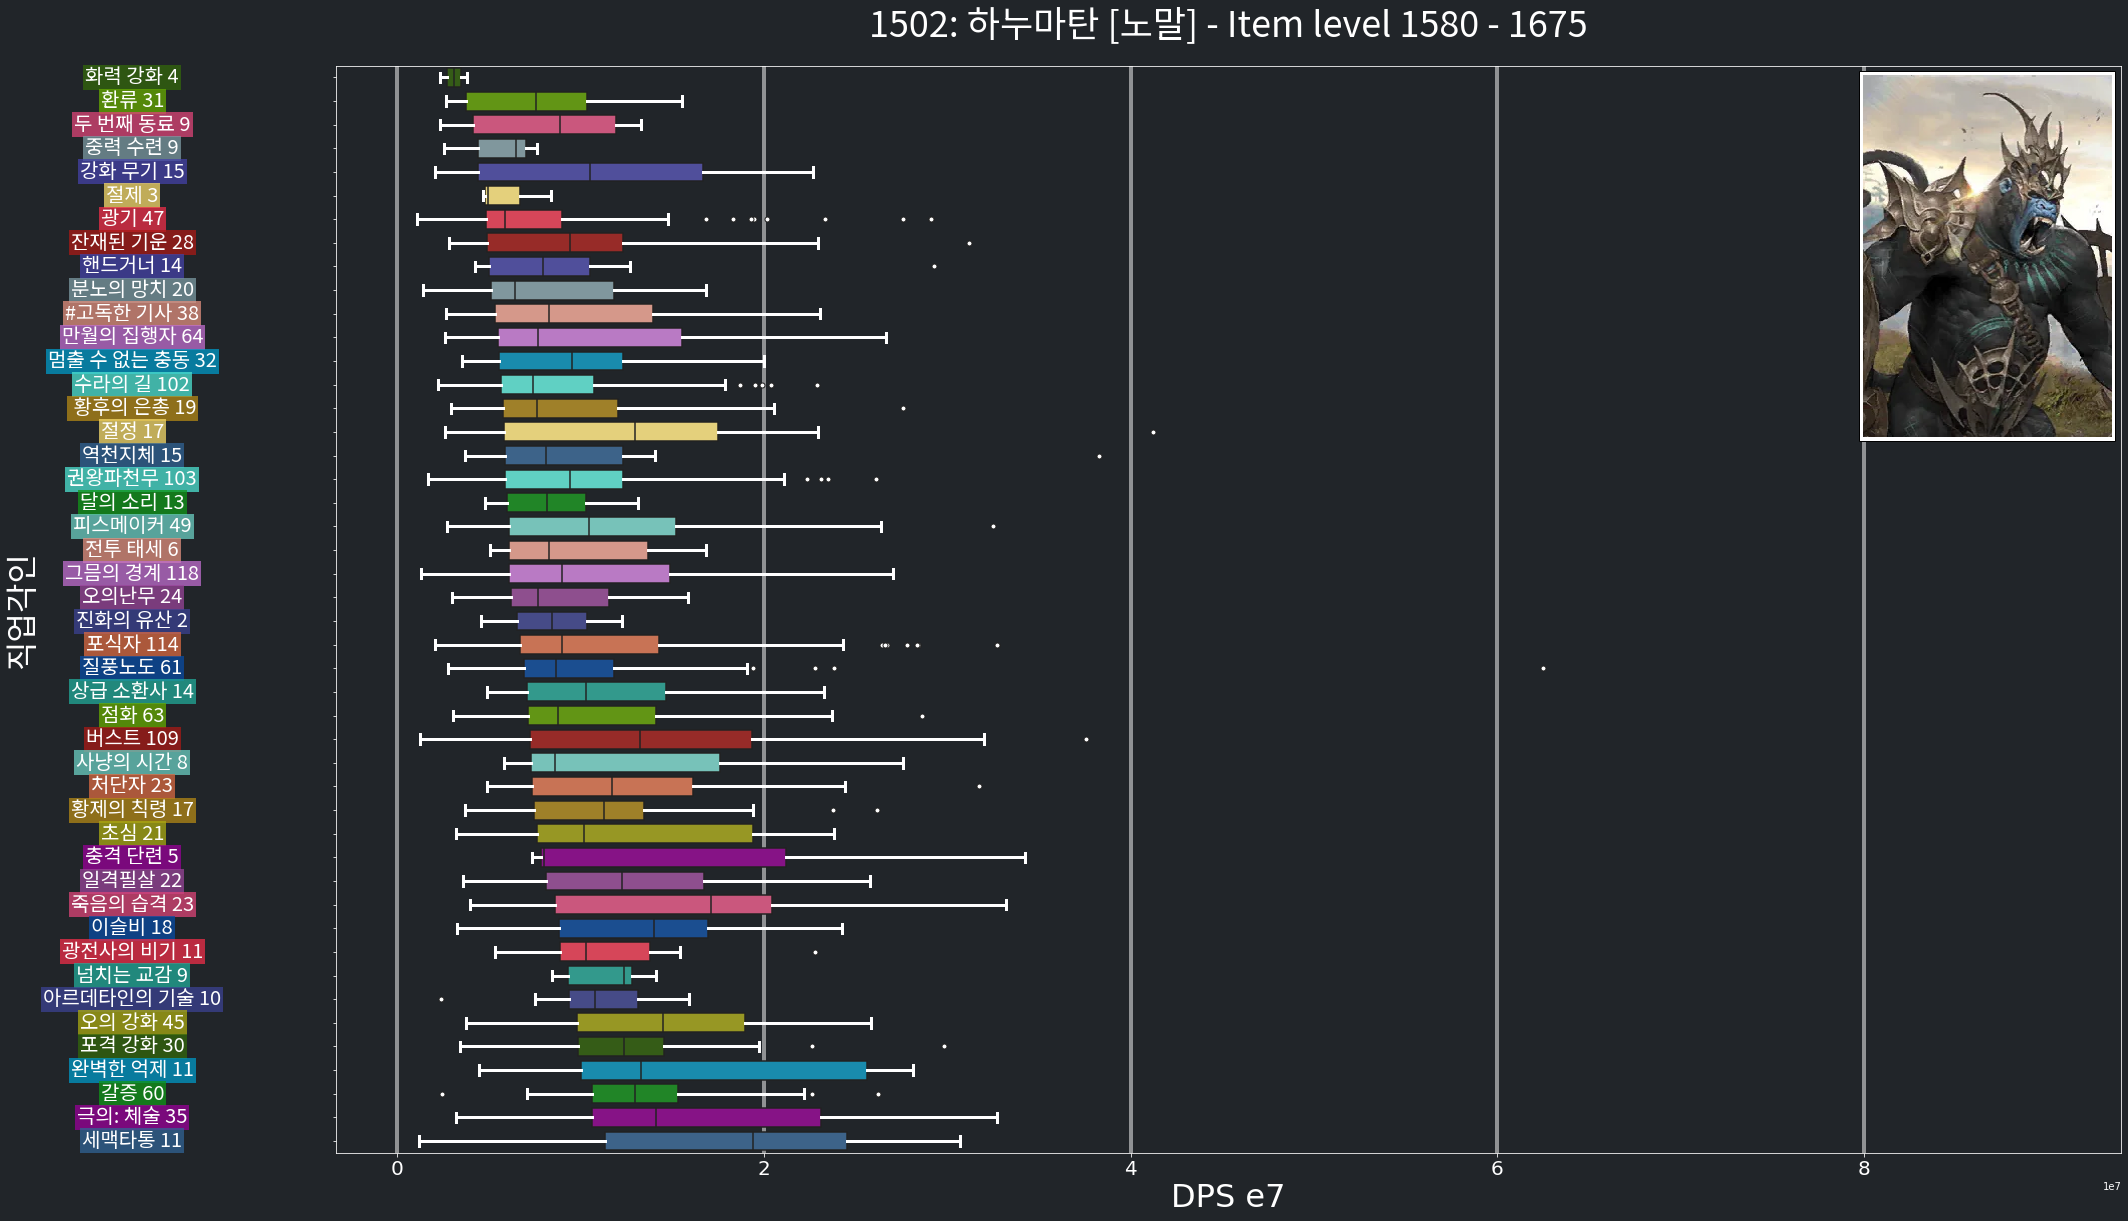 1502: 하누마탄 [노말] - Item level 1580 - 1675
화력 강화 4
환류 31
두 번째 동료 9
중력 수련 9
강화 무기 15
절제 3
광기 47
잔재된 기운 28
핸드거너 14
분노의 망치 20
#고독한 기사 38
만월의 집행자 64
멈출 수 없는 충동 32
수라의 길 102
황후의 은총 19
절정 17
역천지체 15
권왕파천무 103
달의 소리 13
피스메이커 49
전투 태세 6
그믐의 경계 118
오의난무 24
진화의 유산 2
포식자 114
질풍노도 61
상급 소환사 14
점화 63
버스트 109
사냥의 시간 8
처단자 23
황제의 칙령 17
초심 21
충격 단련 5
일격필살 22
죽음의 습격 23
이슬비 18
광전사의 비기 11
넘치는 교감 9
아르데타인의 기술 10
오의 강화 45
포격 강화 30
완벽한 억제 11
갈증 60
극의: 체술 35
세맥타통 11
직업각인
0 2 4 6 8
1e7
DPS e7